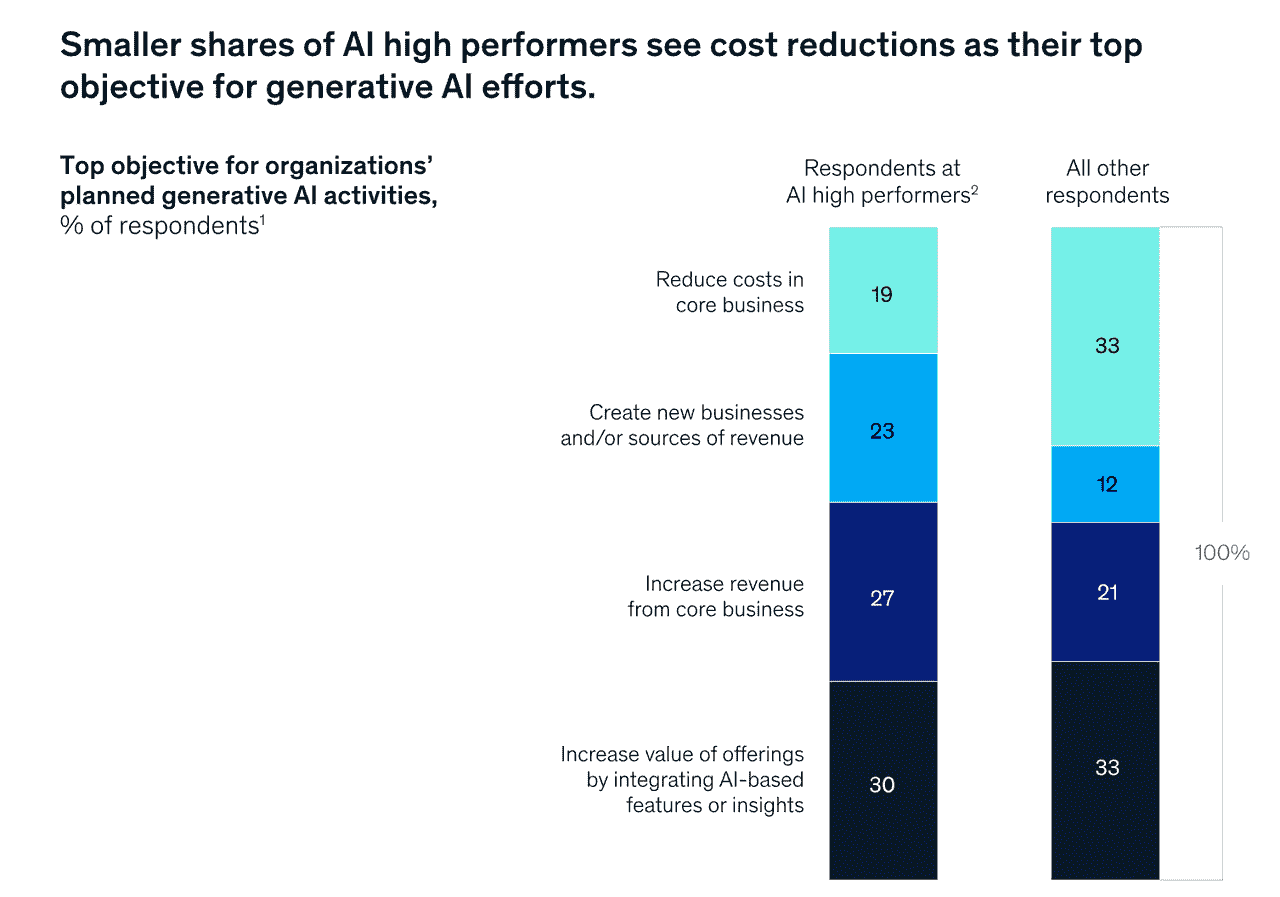 Smaller shares of AI high performers see cost reductions as their top
objective for generative AI efforts.
Top objective for organizations’
planned generative AI activities,
% of respondents¹
Respondents at
AI high performers²
All other
respondents
Reduce costs in
core business
19
33
Create new businesses
and/or sources of revenue
23
12
Increase revenue
from core business
27
21
100%
Increase value of offerings
by integrating AI-based
features or insights
30
33